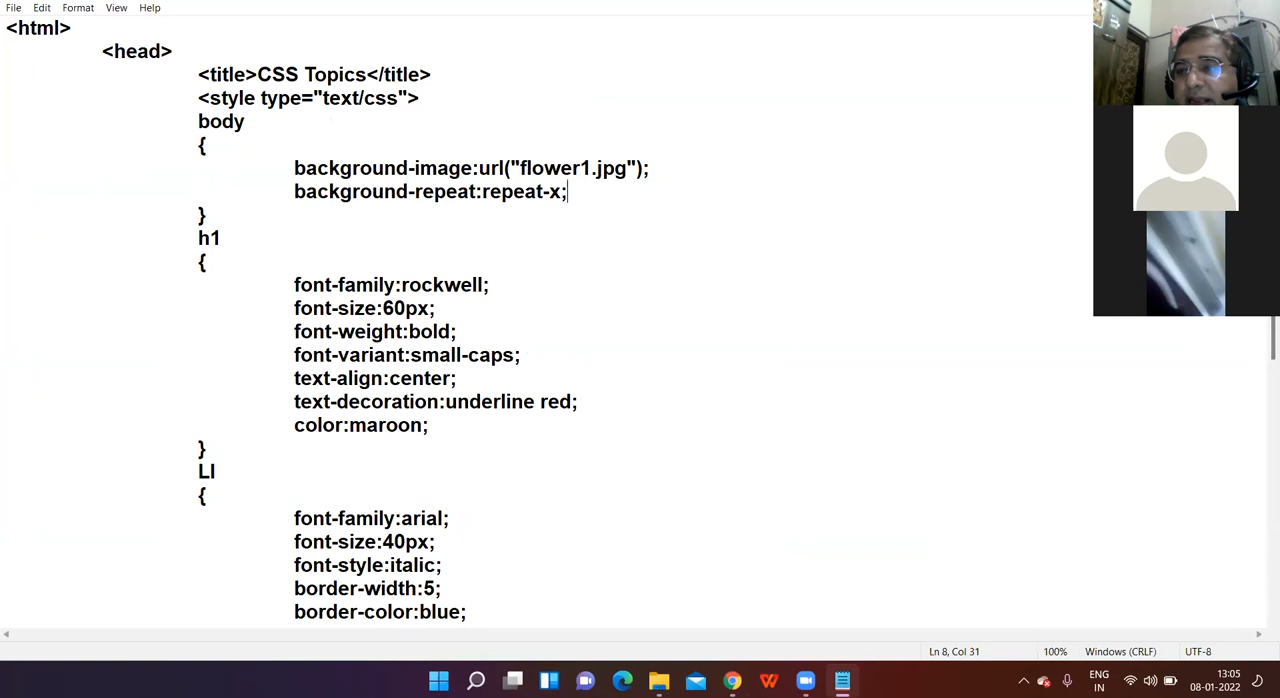 File Edit Format View Help
<html>
<head>
<title>CSS Topics</title>
<style type="text/css">
body
{
background-image:url("flower1.jpg");
background-repeat:repeat-x;
}
h1
{
font-family:rockwell;
font-size:60px;
font-weight:bold;
font-variant:small-caps;
text-align:center;
text-decoration:underline red;
color:maroon;
}
LI
{
font-family:arial;
font-size:40px;
font-style:italic;
border-width:5;
border-color:blue;
Ln 8, Col 31 100% Windows (CRLF) UTF-8
ENG 13:05
IN 08-01-2022